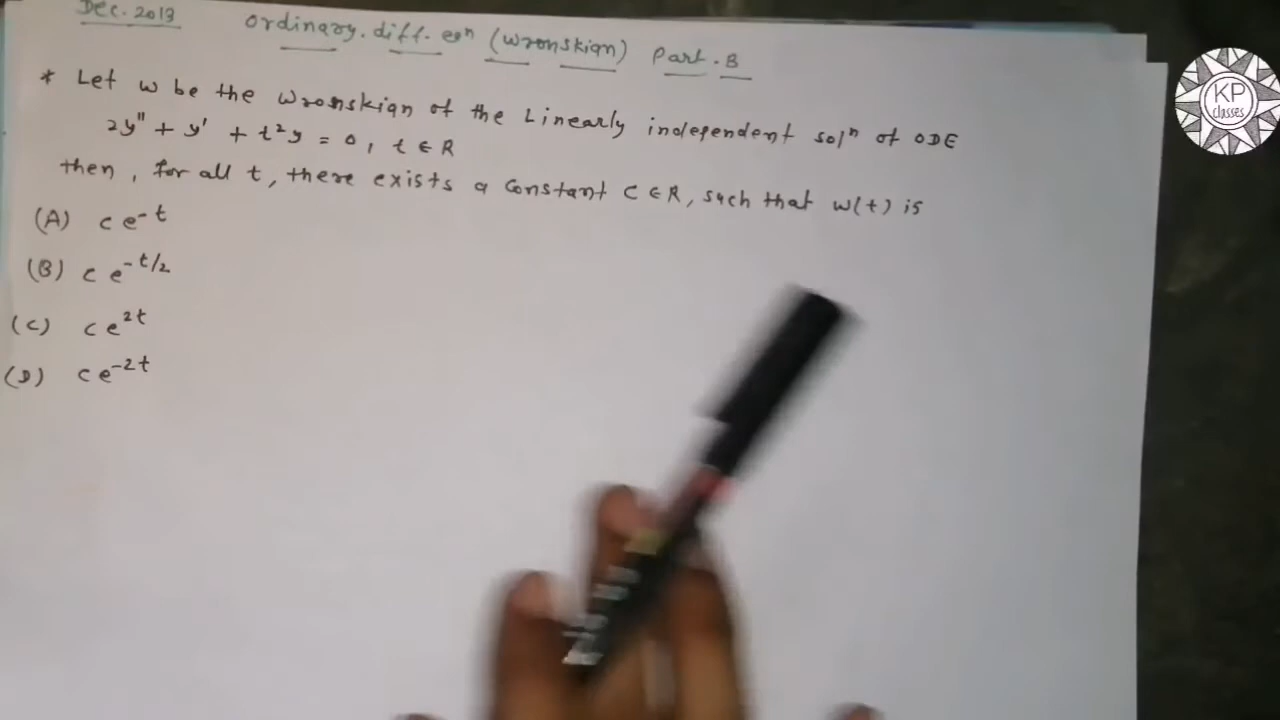 Dec. 2013
Ordinary. diff. eqⁿ (Wronskian) Part. B
* Let w be the Wronskian of the Linearly independent solⁿ of ODE
2y" + y' + t²y = 0, t ∈ R
then, for all t, there exists a Constant C ∈ R, such that w(t) is
(A) c e^-t
(B) c e^-t/2
(C) c e^2t
(D) c e^-2t
KP
classes